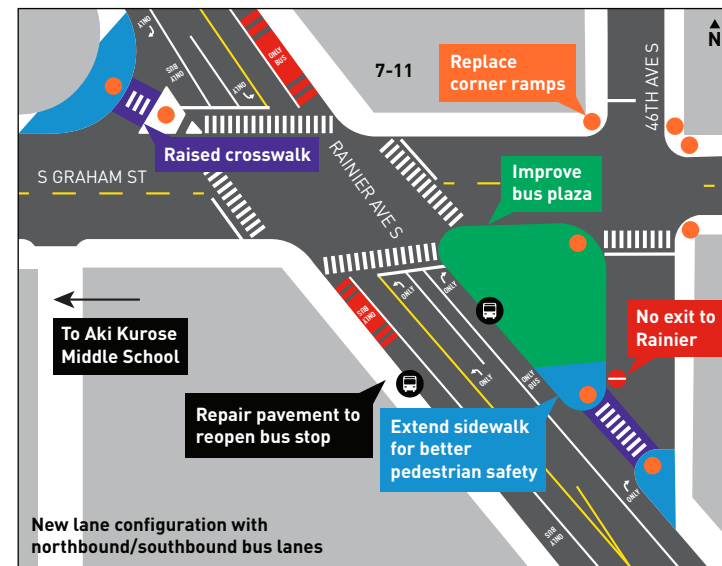 N
7-11
Replace
corner ramps
46TH AVE S
ONLY
BUS
ONLY
BUS
ONLY
Raised crosswalk
S GRAHAM ST
RAINIER AVE S
Improve
bus plaza
To Aki Kurose
Middle School
ONLY
BUS
ONLY
ONLY
ONLY
BUS
No exit to
Rainier
Repair pavement to
reopen bus stop
Extend sidewalk
for better
pedestrian safety
ONLY
ONLY
BUS
New lane configuration with
northbound/southbound bus lanes